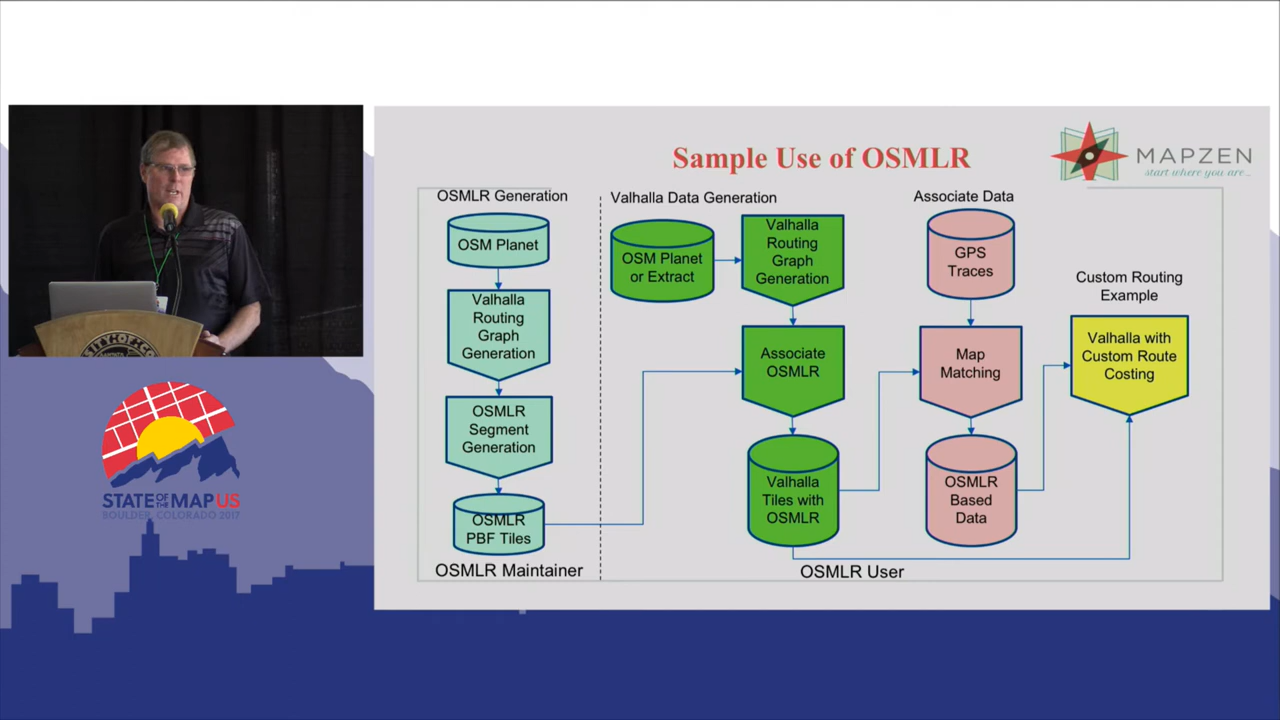 Sample Use of OSMLR
MAPZEN
start where you are...
OSMLR Generation
OSM Planet
Valhalla
Routing
Graph
Generation
OSMLR
Segment
Generation
OSMLR
PBF Tiles
OSMLR Maintainer
Valhalla Data Generation
OSM Planet
or Extract
Valhalla
Routing
Graph
Generation
Associate
OSMLR
Valhalla
Tiles with
OSMLR
Associate Data
GPS
Traces
Map
Matching
OSMLR
Based
Data
Custom Routing
Example
Valhalla with
Custom Route
Costing
OSMLR User
STATE OF THE MAP US
BOULDER, COLORADO 2017